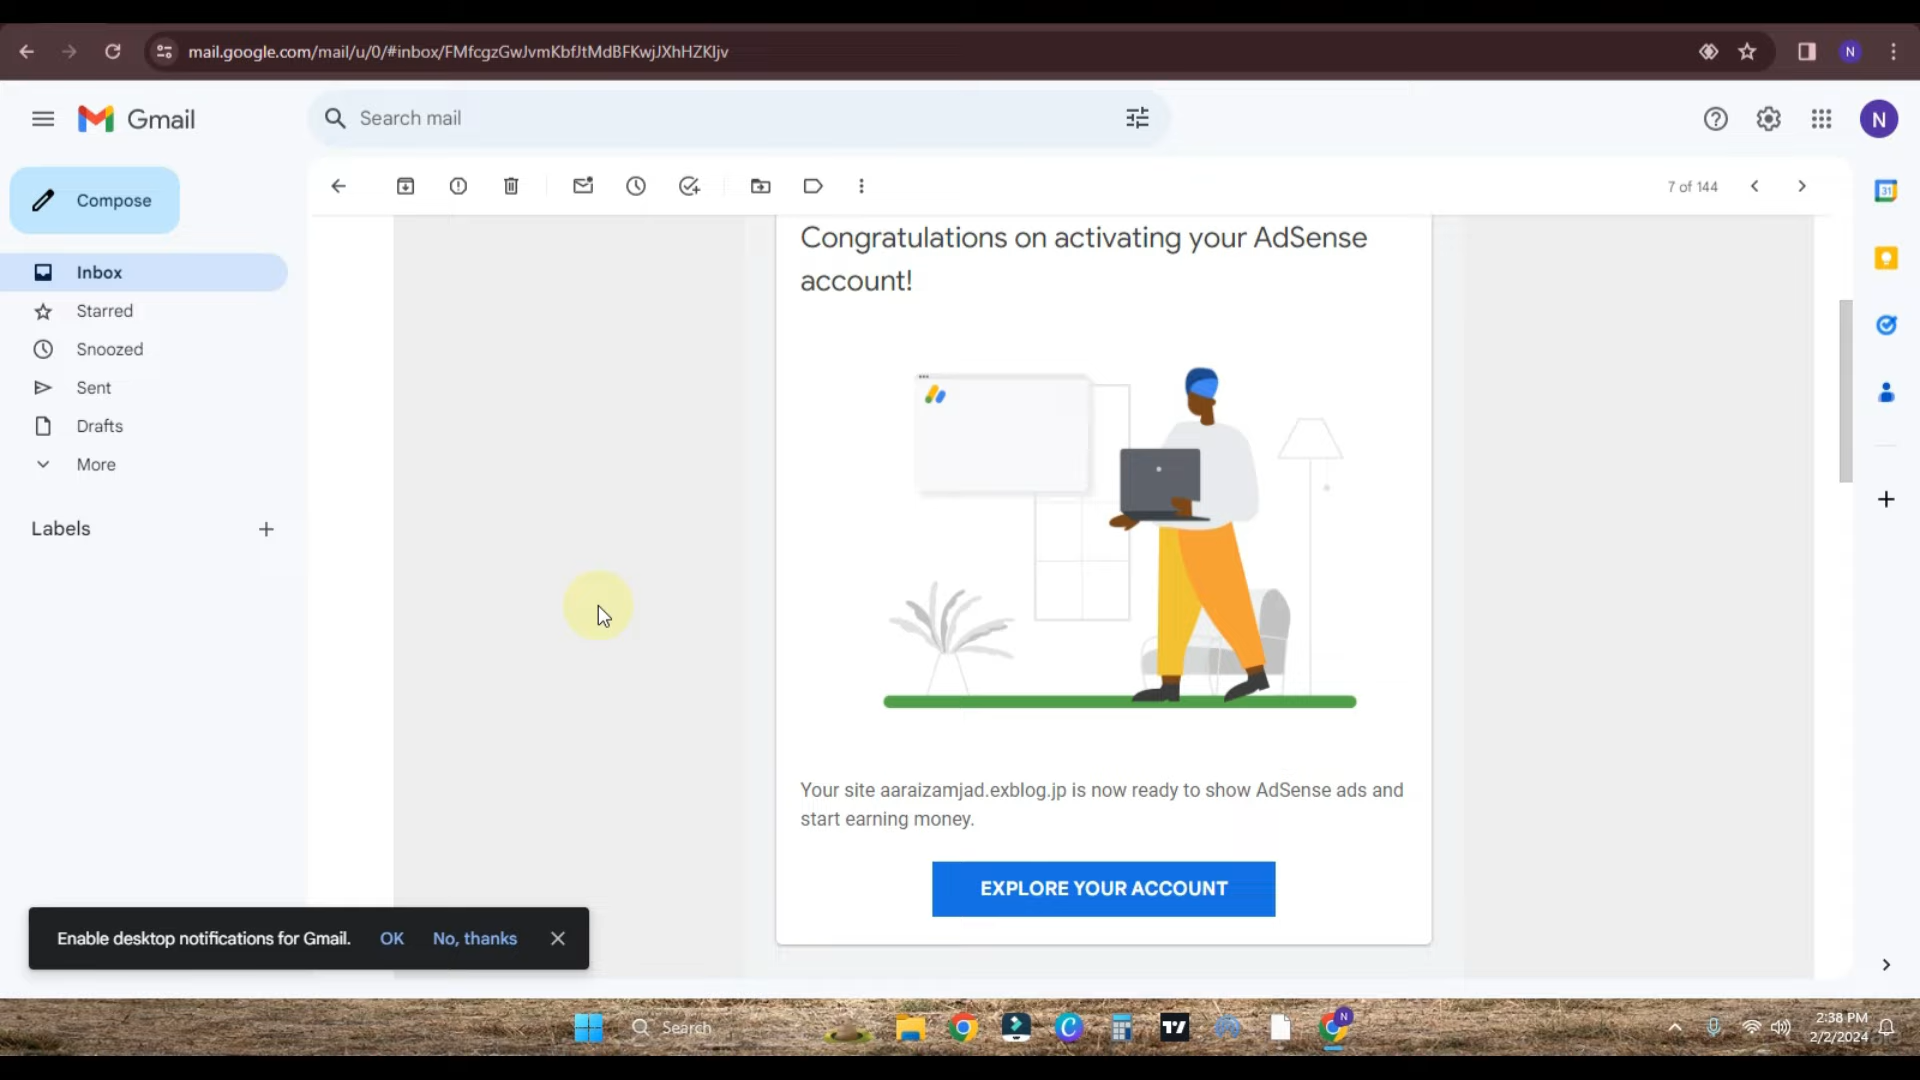 mail.google.com/mail/u/0/#inbox/FMfcgzGwJvmKbfJtMdBFKwjJXhHZKljv
N
Gmail
Search mail
N
Compose
7 of 144
31
Inbox
Starred
Snoozed
Sent
Drafts
More
Labels
Congratulations on activating your AdSense
account!
Your site aaraizamjad.exblog.jp is now ready to show AdSense ads and
start earning money.
EXPLORE YOUR ACCOUNT
Enable desktop notifications for Gmail.
OK
No, thanks
Search
N
2:38 PM
2/2/2024